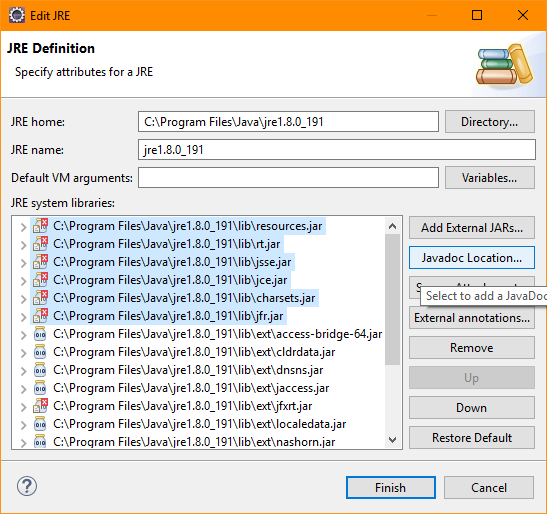 Edit JRE
JRE Definition
Specify attributes for a JRE
JRE home:
C:\Program Files\Java\jre1.8.0_191
Directory...
JRE name:
jre1.8.0_191
Default VM arguments:
Variables...
JRE system libraries:
C:\Program Files\Java\jre1.8.0_191\lib\resources.jar
C:\Program Files\Java\jre1.8.0_191\lib\rt.jar
C:\Program Files\Java\jre1.8.0_191\lib\jsse.jar
C:\Program Files\Java\jre1.8.0_191\lib\jce.jar
C:\Program Files\Java\jre1.8.0_191\lib\charsets.jar
C:\Program Files\Java\jre1.8.0_191\lib\jfr.jar
C:\Program Files\Java\jre1.8.0_191\lib\ext\access-bridge-64.jar
C:\Program Files\Java\jre1.8.0_191\lib\ext\cldrdata.jar
C:\Program Files\Java\jre1.8.0_191\lib\ext\dnsns.jar
C:\Program Files\Java\jre1.8.0_191\lib\ext\jaccess.jar
C:\Program Files\Java\jre1.8.0_191\lib\ext\jfxrt.jar
C:\Program Files\Java\jre1.8.0_191\lib\ext\localedata.jar
C:\Program Files\Java\jre1.8.0_191\lib\ext\nashorn.jar
Add External JARs...
Javadoc Location...
Select to add a JavaDoc
External annotations...
Remove
Up
Down
Restore Default
Finish
Cancel